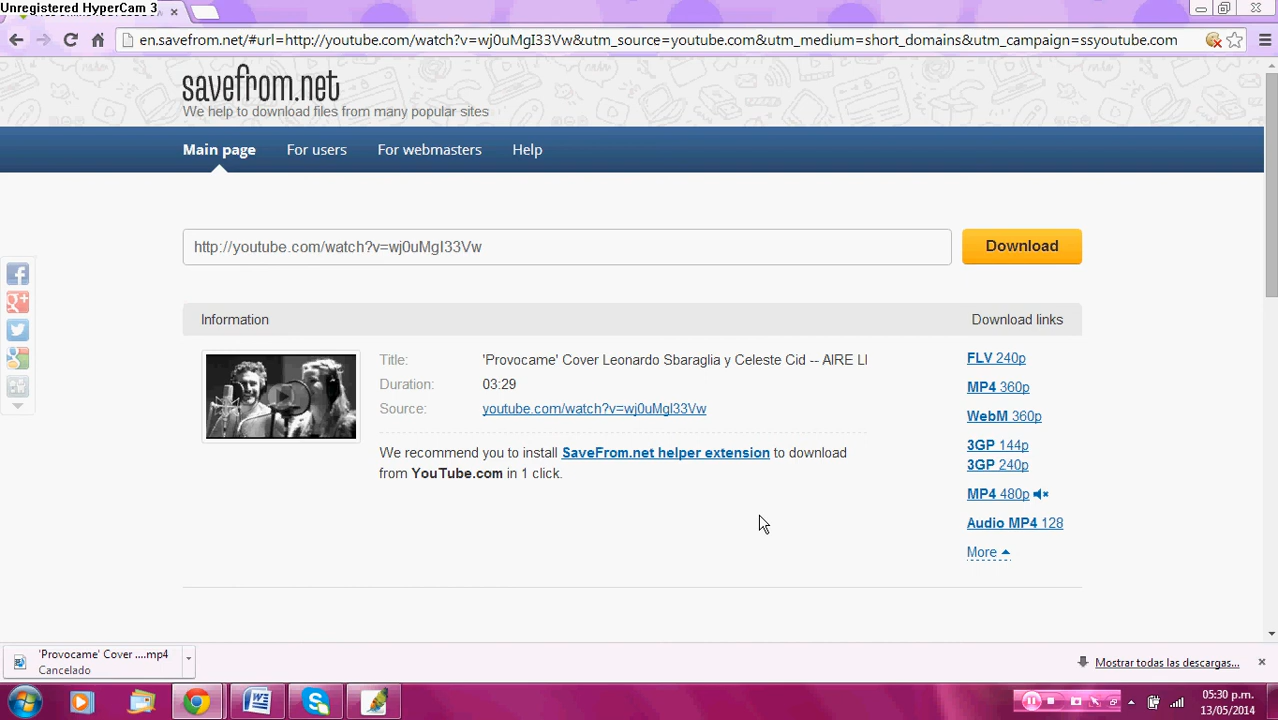 Unregistered HyperCam 3
en.savefrom.net/#url=http://youtube.com/watch?v=wj0uMgI33Vw&utm_source=youtube.com&utm_medium=short_domains&utm_campaign=ssyoutube.com
savefrom.net
We help to download files from many popular sites
Main page For users For webmasters Help
http://youtube.com/watch?v=wj0uMgI33Vw Download
Information Download links
Title: 'Provocame' Cover Leonardo Sbaraglia y Celeste Cid -- AIRE LI
Duration: 03:29
Source: youtube.com/watch?v=wj0uMgI33Vw
We recommend you to install SaveFrom.net helper extension to download
from YouTube.com in 1 click.
FLV 240p
MP4 360p
WebM 360p
3GP 144p
3GP 240p
MP4 480p
Audio MP4 128
More
'Provocame' Cover ....mp4
Cancelado
Mostrar todas las descargas...
05:30 p.m.
13/05/2014